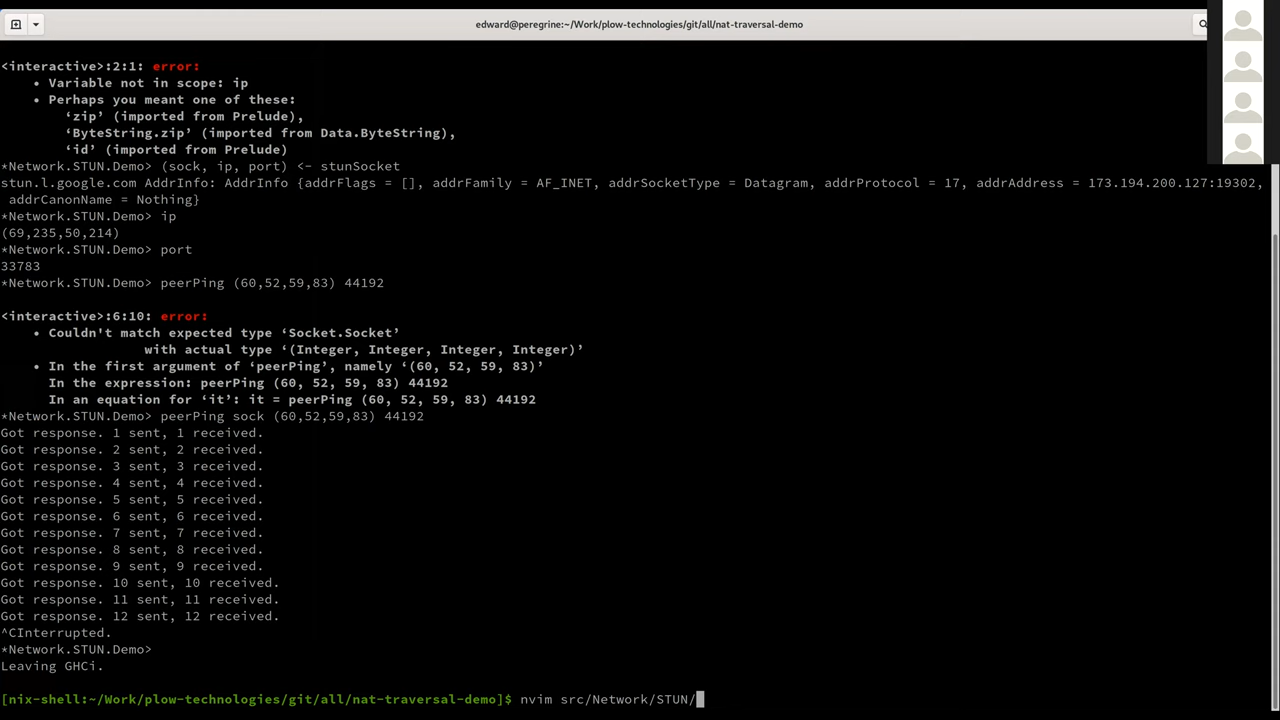 edward@peregrine:~/Work/plow-technologies/git/all/nat-traversal-demo
<interactive>:2:1: error:
• Variable not in scope: ip
• Perhaps you meant one of these:
‘zip’ (imported from Prelude),
‘ByteString.zip’ (imported from Data.ByteString),
‘id’ (imported from Prelude)
*Network.STUN.Demo> (sock, ip, port) <- stunSocket
stun.l.google.com AddrInfo: AddrInfo {addrFlags = [], addrFamily = AF_INET, addrSocketType = Datagram, addrProtocol = 17, addrAddress = 173.194.200.127:19302,
addrCanonName = Nothing}
*Network.STUN.Demo> ip
(69,235,50,214)
*Network.STUN.Demo> port
33783
*Network.STUN.Demo> peerPing (60,52,59,83) 44192
<interactive>:6:10: error:
• Couldn't match expected type ‘Socket.Socket’
with actual type ‘(Integer, Integer, Integer, Integer)’
• In the first argument of ‘peerPing’, namely ‘(60, 52, 59, 83)’
In the expression: peerPing (60, 52, 59, 83) 44192
In an equation for ‘it’: it = peerPing (60, 52, 59, 83) 44192
*Network.STUN.Demo> peerPing sock (60,52,59,83) 44192
Got response. 1 sent, 1 received.
Got response. 2 sent, 2 received.
Got response. 3 sent, 3 received.
Got response. 4 sent, 4 received.
Got response. 5 sent, 5 received.
Got response. 6 sent, 6 received.
Got response. 7 sent, 7 received.
Got response. 8 sent, 8 received.
Got response. 9 sent, 9 received.
Got response. 10 sent, 10 received.
Got response. 11 sent, 11 received.
Got response. 12 sent, 12 received.
^CInterrupted.
*Network.STUN.Demo>
Leaving GHCi.
[nix-shell:~/Work/plow-technologies/git/all/nat-traversal-demo]$ nvim src/Network/STUN/